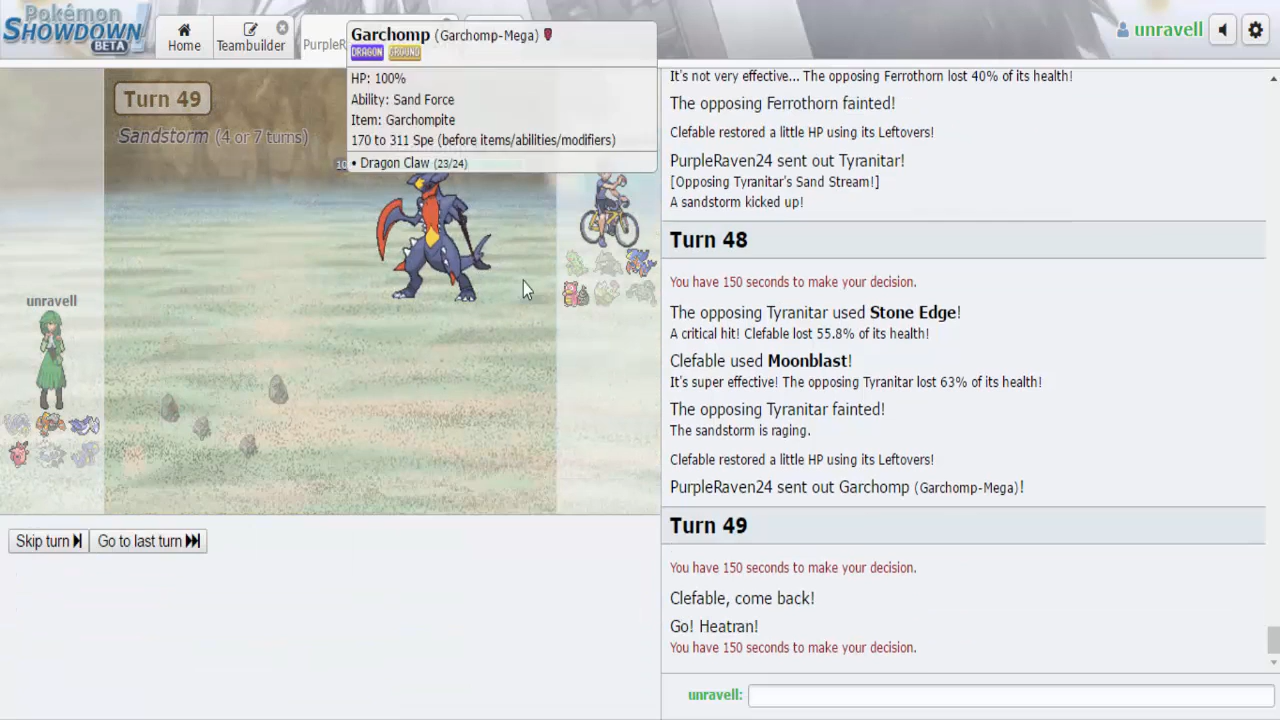 Pokémon
SHOWDOWN!
BETA
Home
Teambuilder
PurpleR
unravell
Garchomp (Garchomp-Mega)
DRAGON GROUND
HP: 100%
Ability: Sand Force
Item: Garchompite
170 to 311 Spe (before items/abilities/modifiers)
• Dragon Claw (23/24)
Turn 49
Sandstorm (4 or 7 turns)
unravell
Skip turn
Go to last turn
It's not very effective... The opposing Ferrothorn lost 40% of its health!
The opposing Ferrothorn fainted!
Clefable restored a little HP using its Leftovers!
PurpleRaven24 sent out Tyranitar!
[Opposing Tyranitar's Sand Stream!]
A sandstorm kicked up!
Turn 48
You have 150 seconds to make your decision.
The opposing Tyranitar used Stone Edge!
A critical hit! Clefable lost 55.8% of its health!
Clefable used Moonblast!
It's super effective! The opposing Tyranitar lost 63% of its health!
The opposing Tyranitar fainted!
The sandstorm is raging.
Clefable restored a little HP using its Leftovers!
PurpleRaven24 sent out Garchomp (Garchomp-Mega)!
Turn 49
You have 150 seconds to make your decision.
Clefable, come back!
Go! Heatran!
You have 150 seconds to make your decision.
unravell: